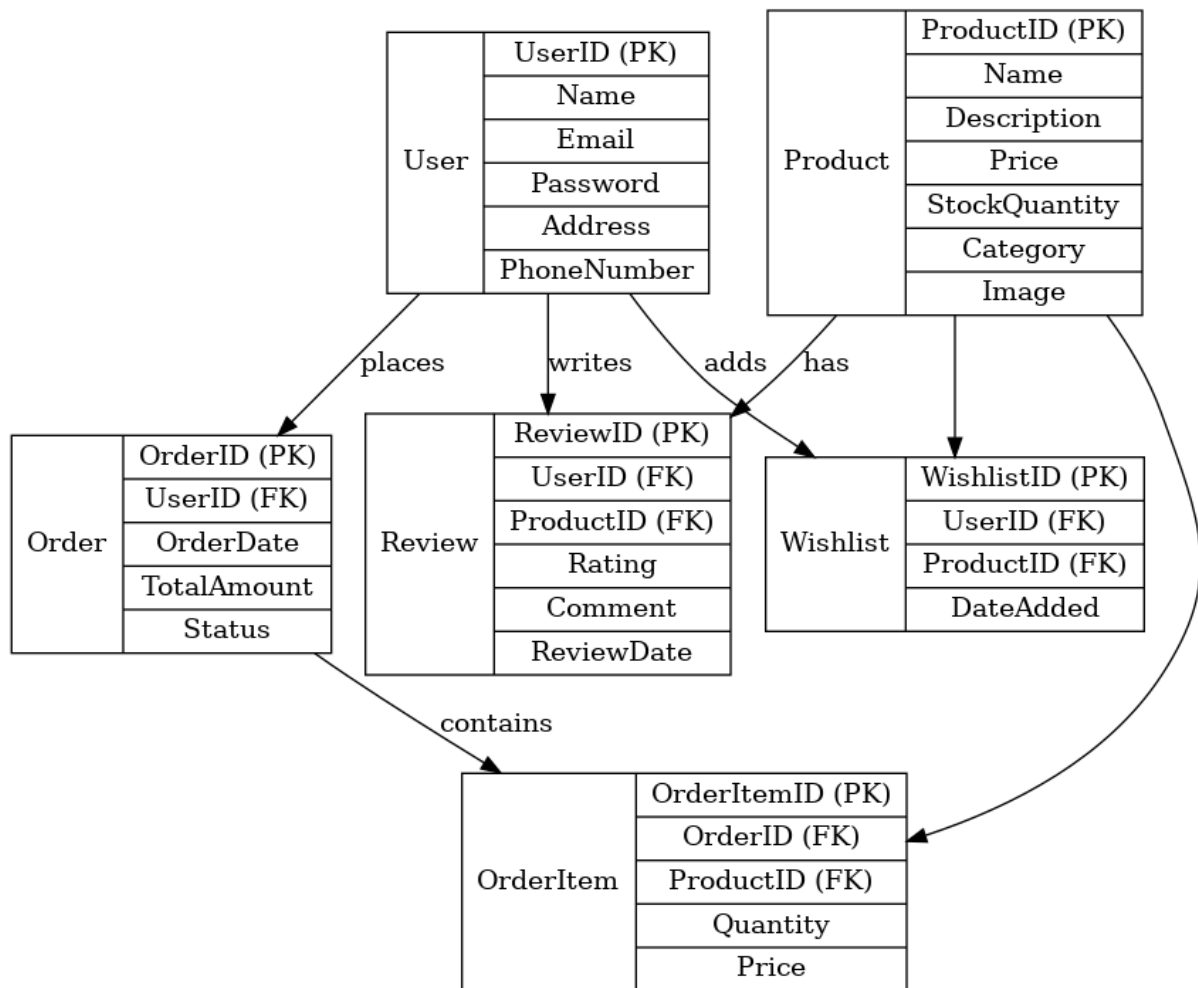 User
UserID (PK)
Name
Email
Password
Address
PhoneNumber
Product
ProductID (PK)
Name
Description
Price
StockQuantity
Category
Image
places
writes
adds
has
Order
OrderID (PK)
UserID (FK)
OrderDate
TotalAmount
Status
Review
ReviewID (PK)
UserID (FK)
ProductID (FK)
Rating
Comment
ReviewDate
Wishlist
WishlistID (PK)
UserID (FK)
ProductID (FK)
DateAdded
contains
OrderItem
OrderItemID (PK)
OrderID (FK)
ProductID (FK)
Quantity
Price